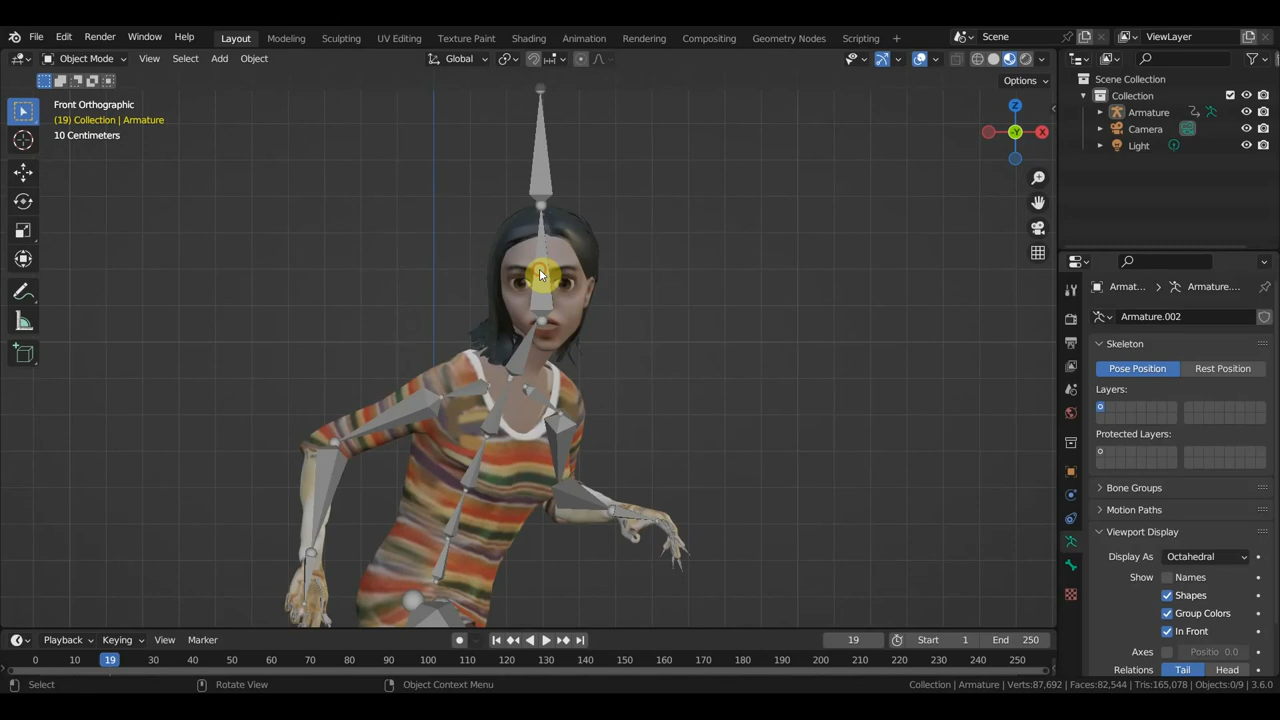 File Edit Render Window Help Layout Modeling Sculpting UV Editing Texture Paint Shading Animation Rendering Compositing Geometry Nodes Scripting + Scene ViewLayer
Object Mode View Select Add Object Global
Options
Front Orthographic
(19) Collection | Armature
10 Centimeters
Z
-Y
X
Scene Collection
Collection
Armature
Camera
Light
Armat... Armature....
Armature.002
Skeleton
Pose Position Rest Position
Layers:
Protected Layers:
Bone Groups
Motion Paths
Viewport Display
Display As Octahedral
Show Names
Shapes
Group Colors
In Front
Axes Positio 0.0
Relations Tail Head
Playback Keying View Marker 19 Start 1 End 250
0 10 19 30 40 50 60 70 80 90 100 110 120 130 140 150 160 170 180 190 200 210 220 230 240 250
Select Rotate View Object Context Menu Collection | Armature | Verts:87,692 | Faces:82,544 | Tris:165,078 | Objects:0/9 | 3.6.0